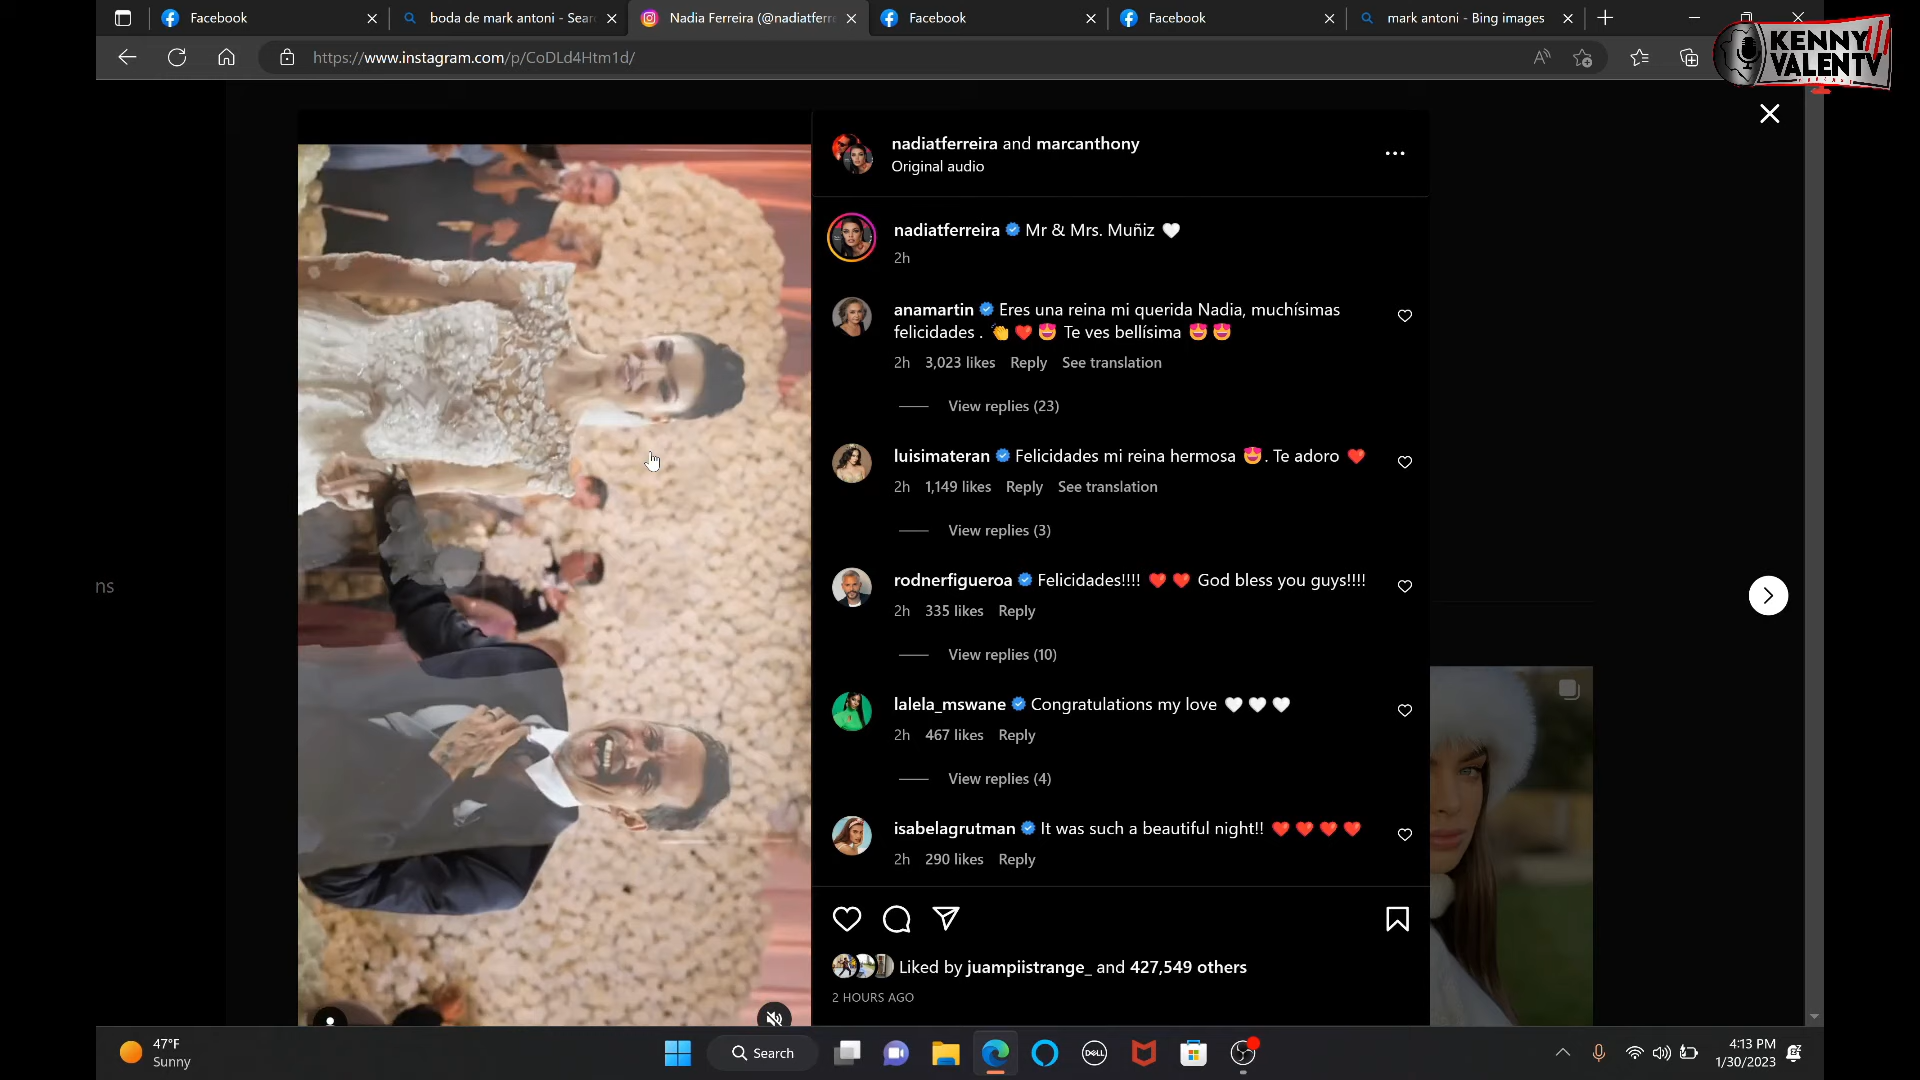 Facebook
boda de mark antoni - Sear
Nadia Ferreira (@nadiatferr
Facebook
Facebook
mark antoni - Bing images
https://www.instagram.com/p/CoDLd4Htm1d/
KENNY
VALENTV
nadiatferreira and marcanthony
Original audio
nadiatferreira Mr & Mrs. Muñiz 🤍
2h
anamartin Eres una reina mi querida Nadia, muchísimas
felicidades . 👏❤️😍 Te ves bellísima 😍😍
2h 3,023 likes Reply See translation
View replies (23)
luisimateran Felicidades mi reina hermosa 😍. Te adoro ❤️
2h 1,149 likes Reply See translation
View replies (3)
ns
rodnerfigueroa Felicidades!!!! ❤️❤️ God bless you guys!!!!
2h 335 likes Reply
View replies (10)
lalela_mswane Congratulations my love 🤍🤍🤍
2h 467 likes Reply
View replies (4)
isabelagrutman It was such a beautiful night!! ❤️❤️❤️❤️
2h 290 likes Reply
Liked by juampiistrange_ and 427,549 others
2 HOURS AGO
47°F
Sunny
Search
DELL
4:13 PM
1/30/2023